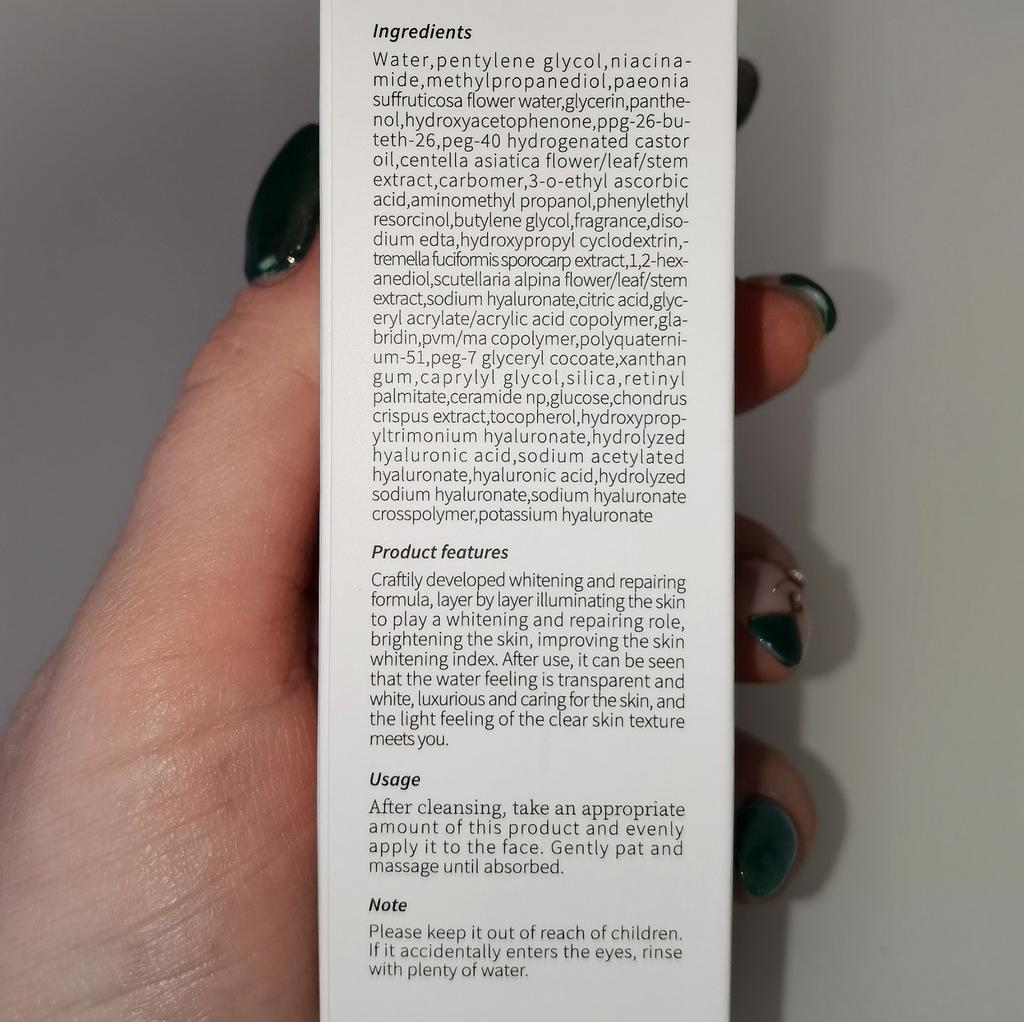 Ingredients
Water,pentylene glycol,niacina-
mide,methylpropanediol,paeonia
suffruticosa flower water,glycerin,panthe-
nol,hydroxyacetophenone,ppg-26-bu-
teth-26,peg-40 hydrogenated castor
oil,centella asiatica flower/leaf/stem
extract,carbomer,3-o-ethyl ascorbic
acid,aminomethyl propanol,phenylethyl
resorcinol,butylene glycol,fragrance,diso-
dium edta,hydroxypropyl cyclodextrin,-
tremella fuciformis sporocarp extract,1,2-hex-
anediol,scutellaria alpina flower/leaf/stem
extract,sodium hyaluronate,citric acid,glyc-
eryl acrylate/acrylic acid copolymer,gla-
bridin,pvm/ma copolymer,polyquaterni-
um-51,peg-7 glyceryl cocoate,xanthan
gum,caprylyl glycol,silica,retinyl
palmitate,ceramide np,glucose,chondrus
crispus extract,tocopherol,hydroxyprop-
yltrimonium hyaluronate,hydrolyzed
hyaluronic acid,sodium acetylated
hyaluronate,hyaluronic acid,hydrolyzed
sodium hyaluronate,sodium hyaluronate
crosspolymer,potassium hyaluronate
Product features
Craftily developed whitening and repairing
formula, layer by layer illuminating the skin
to play a whitening and repairing role,
brightening the skin, improving the skin
whitening index. After use, it can be seen
that the water feeling is transparent and
white, luxurious and caring for the skin, and
the light feeling of the clear skin texture
meets you.
Usage
After cleansing, take an appropriate
amount of this product and evenly
apply it to the face. Gently pat and
massage until absorbed.
Note
Please keep it out of reach of children.
If it accidentally enters the eyes, rinse
with plenty of water.